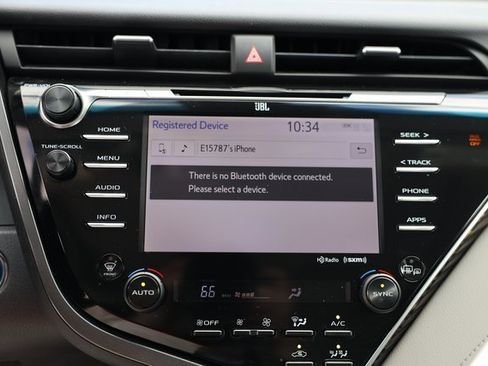 JBL
Registered Device
10:34
E15787's iPhone
There is no Bluetooth device connected.
Please select a device.
TUNE·SCROLL
HOME
MENU
AUDIO
INFO
SEEK >
< TRACK
PHONE
APPS
HD Radio ((SXM))
FRONT
AUTO
66
SYNC
OFF
A/C